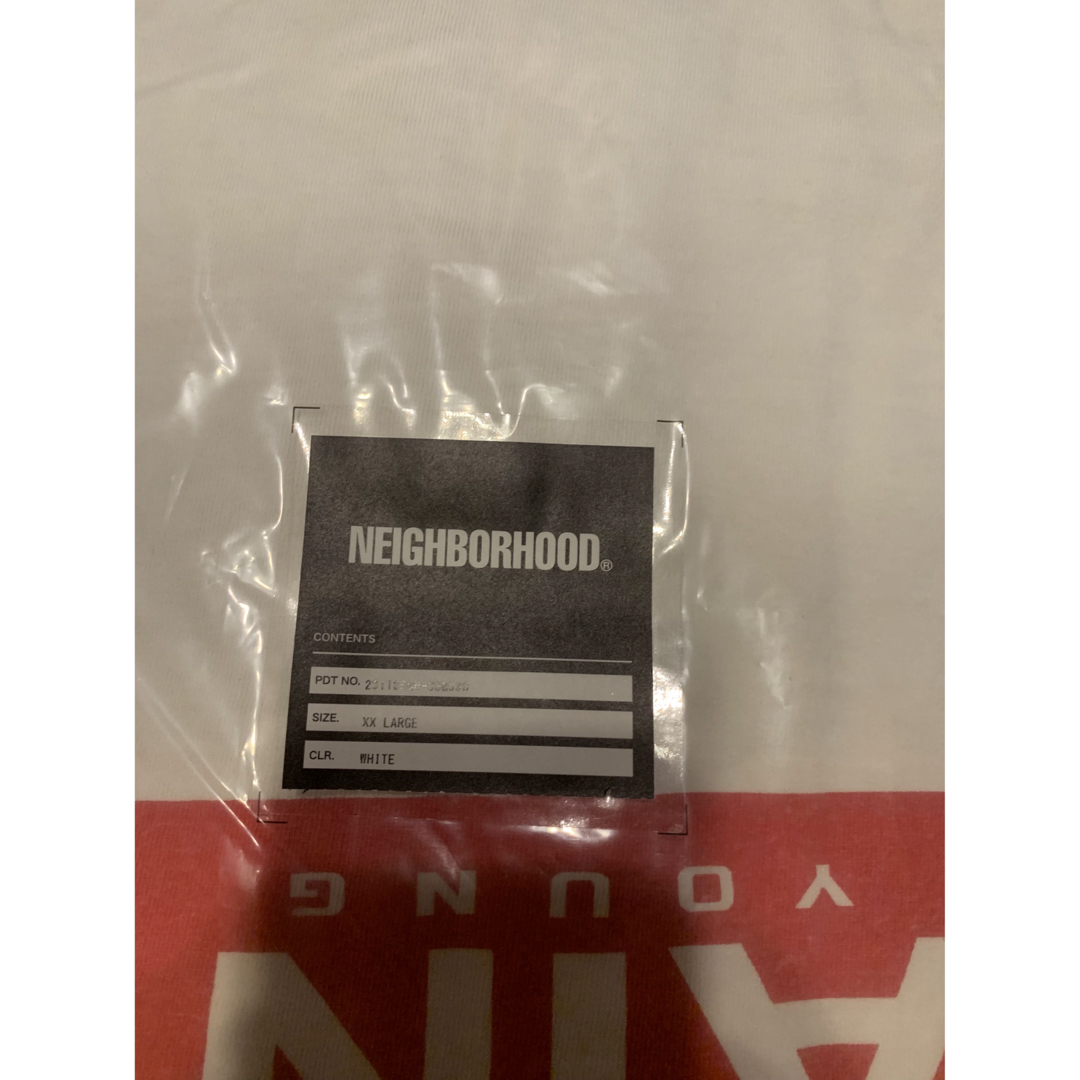 NEIGHBORHOOD®
CONTENTS
PDT NO.
SIZE. XX LARGE
CLR. WHITE
YOUNG